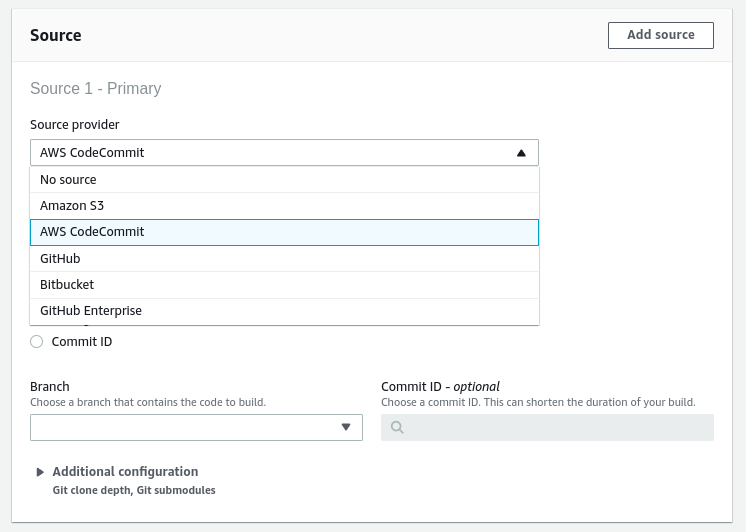 Source
Add source
Source 1 - Primary
Source provider
AWS CodeCommit
No source
Amazon S3
AWS CodeCommit
GitHub
Bitbucket
GitHub Enterprise
Commit ID
Branch
Choose a branch that contains the code to build.
Commit ID - optional
Choose a commit ID. This can shorten the duration of your build.
Additional configuration
Git clone depth, Git submodules